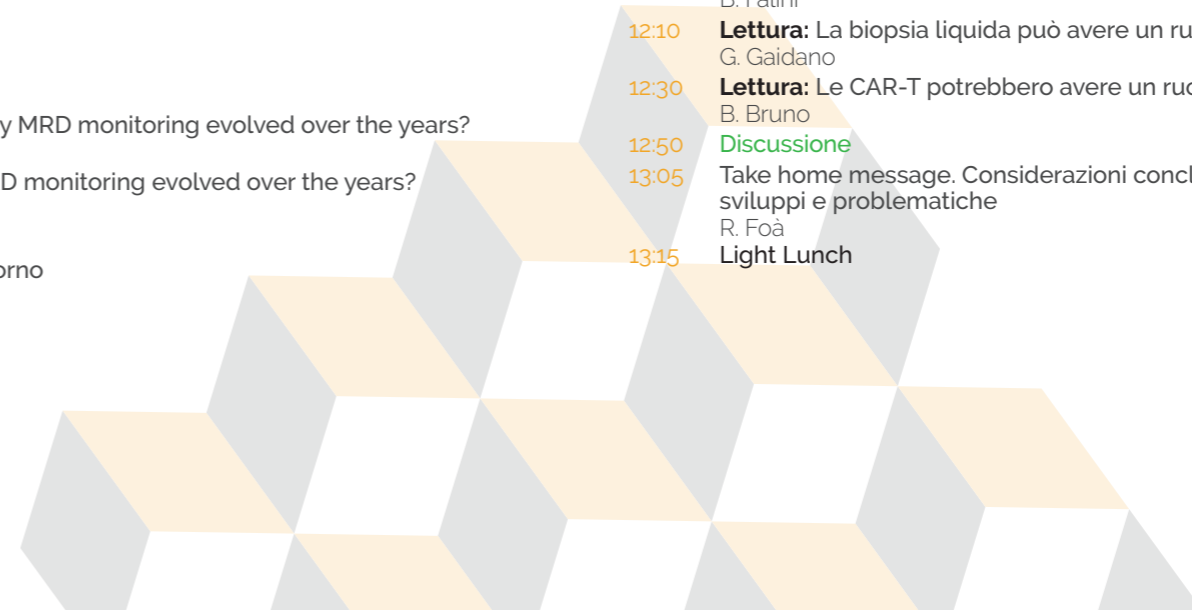 y MRD monitoring evolved over the years?
D monitoring evolved over the years?
orno
B. Falini
12:10 Lettura: La biopsia liquida può avere un ru
G. Gaidano
12:30 Lettura: Le CAR-T potrebbero avere un ruo
B. Bruno
12:50 Discussione
13:05 Take home message. Considerazioni concl
sviluppi e problematiche
R. Foà
13:15 Light Lunch